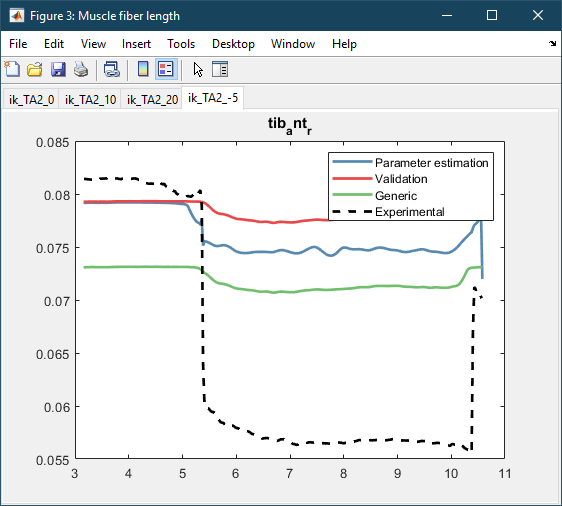 Figure 3: Muscle fiber length
File Edit View Insert Tools Desktop Window Help
ik_TA2_0 ik_TA2_10 ik_TA2_20 ik_TA2_-5
tib_ant_r
0.085
0.08
0.075
0.07
0.065
0.06
0.055
3 4 5 6 7 8 9 10 11
Parameter estimation
Validation
Generic
Experimental